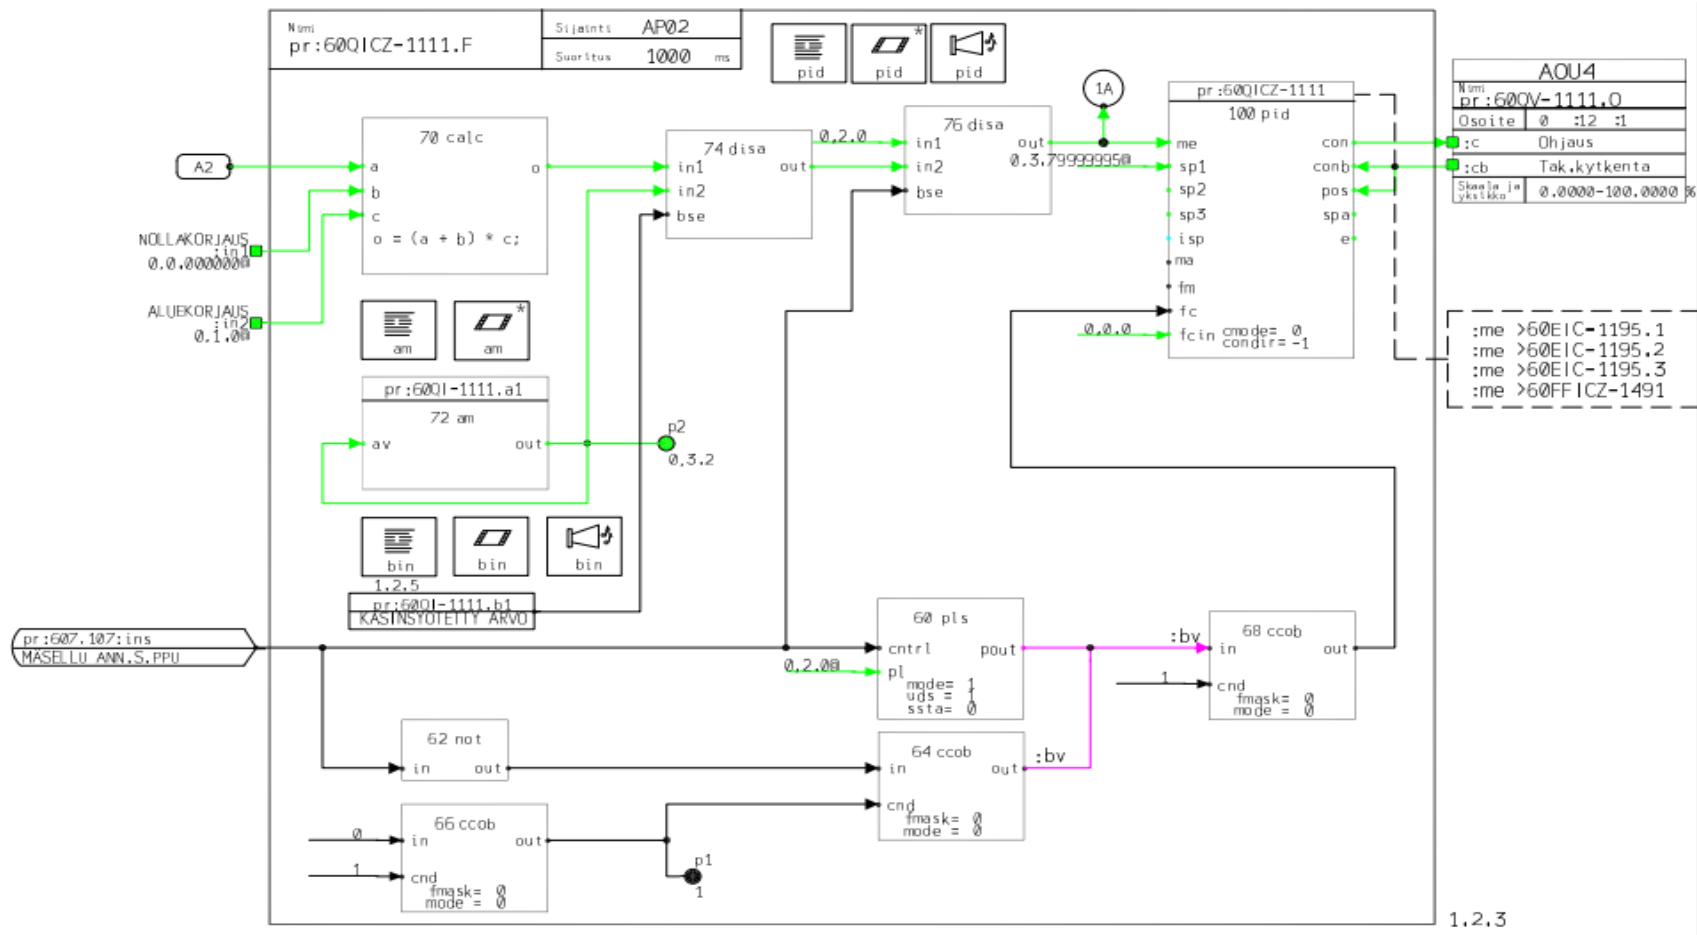 Nimi
pr:60QICZ-1111.F
Sijainti AP02
Suoritus 1000 ms
pid
* pid
pid
1A
AOU4
Nimi
pr:60QV-1111.O
Osoite 0 :12 :1
:c Ohjaus
:cb Tak.kytkenta
Skaala ja yksikko 0.0000-100.0000 %
pr:60QICZ-1111
100 pid
me
sp1
sp2
sp3
isp
ma
fm
fc
fcin
cmode= 0
condir= -1
con
conb
pos
spa
e
0,0.0
76 disa
in1
in2
bse
out
0,2.0
0.3.79999995@
74 disa
in1
in2
bse
out
70 calc
a
b
c
o
o = (a + b) * c;
A2
NOLLAKORJAUS
:in1
0.0.000000@
ALUEKORJAUS
:in2
0,1.0@
am
* am
pr:60QI-1111.a1
72 am
av
out
p2
0,3.2
:me >60EIC-1195.1
:me >60EIC-1195.2
:me >60EIC-1195.3
:me >60FFICZ-1491
bin
bin
bin
1.2.5
pr:60QI-1111.b1
KASINSYOTETTY ARVO
pr:607.107:ins
MASELLU ANN.S.PPU
60 pls
cntrl
pl
pout
mode= 1
uds = 1
ssta= 0
0,2.0@
:bv
68 ccob
in
cnd
out
fmask= 0
mode = 0
1
62 not
in
out
64 ccob
in
cnd
out
fmask= 0
mode = 0
:bv
66 ccob
in
cnd
out
fmask= 0
mode = 0
0
1
p1
1
1.2.3